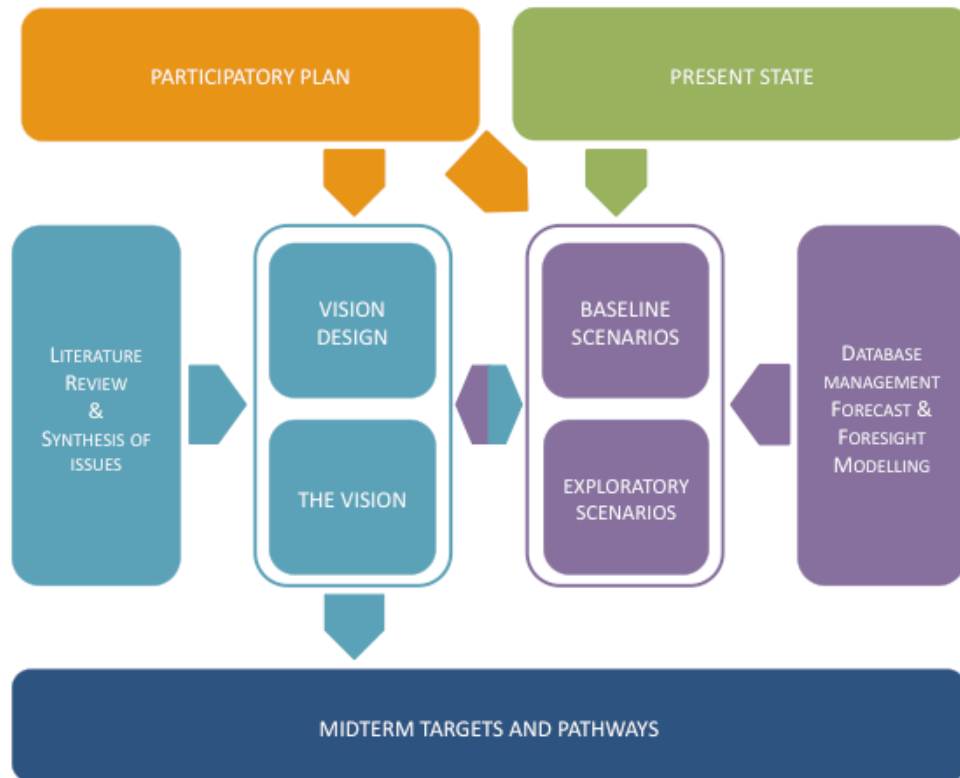 PARTICIPATORY PLAN
PRESENT STATE
LITERATURE
REVIEW
&
SYNTHESIS OF
ISSUES
VISION
DESIGN
THE VISION
BASELINE
SCENARIOS
EXPLORATORY
SCENARIOS
DATABASE
MANAGEMENT
FORECAST &
FORESIGHT
MODELLING
MIDTERM TARGETS AND PATHWAYS